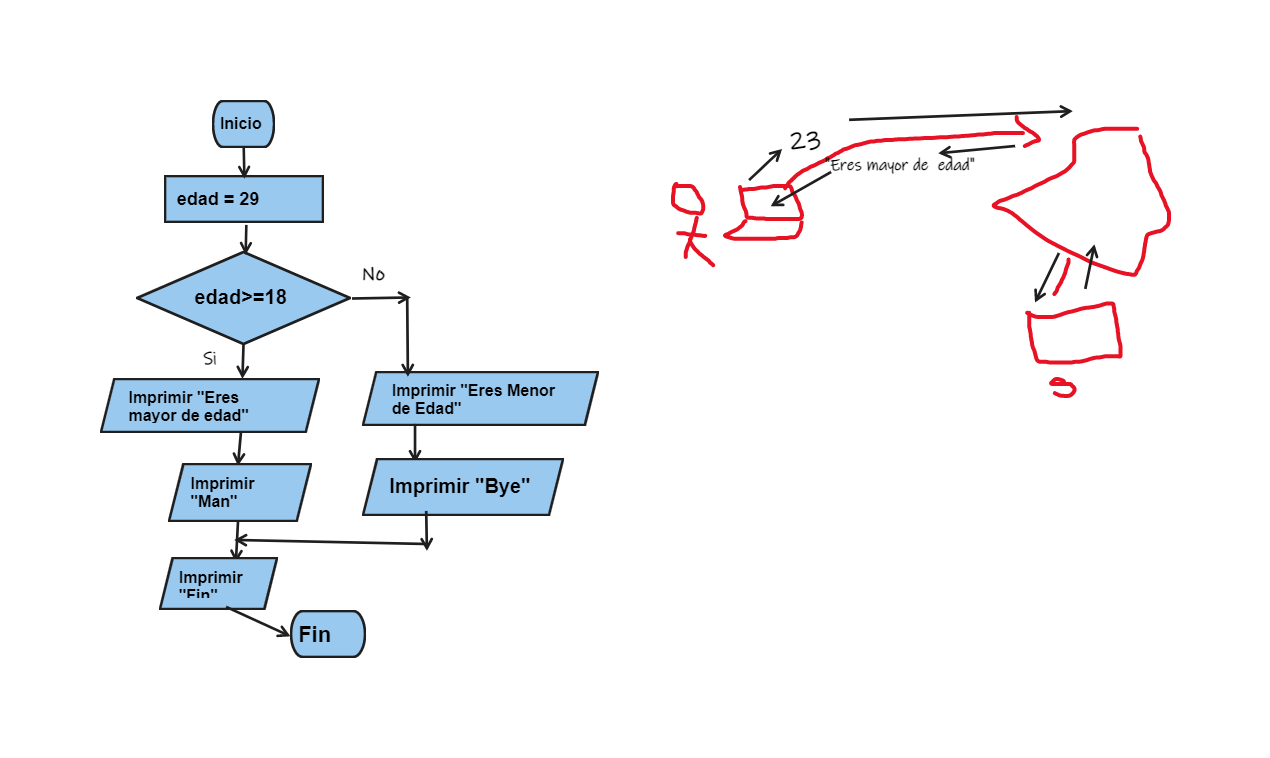 Inicio
edad = 29
edad>=18
No
Si
Imprimir "Eres
mayor de edad"
Imprimir "Eres Menor
de Edad"
Imprimir
"Man"
Imprimir "Bye"
Imprimir
"Fin"
Fin
23
"Eres mayor de edad"
S